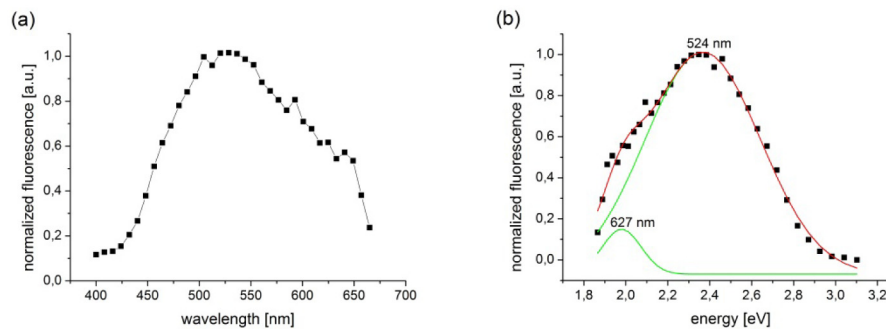 (a)
normalized fluorescence [a.u.]
1,0
0,8
0,6
0,4
0,2
0,0
400 450 500 550 600 650 700
wavelength [nm]
(b)
normalized fluorescence [a.u.]
1,0
0,8
0,6
0,4
0,2
0,0
524 nm
627 nm
1,8 2,0 2,2 2,4 2,6 2,8 3,0 3,2
energy [eV]